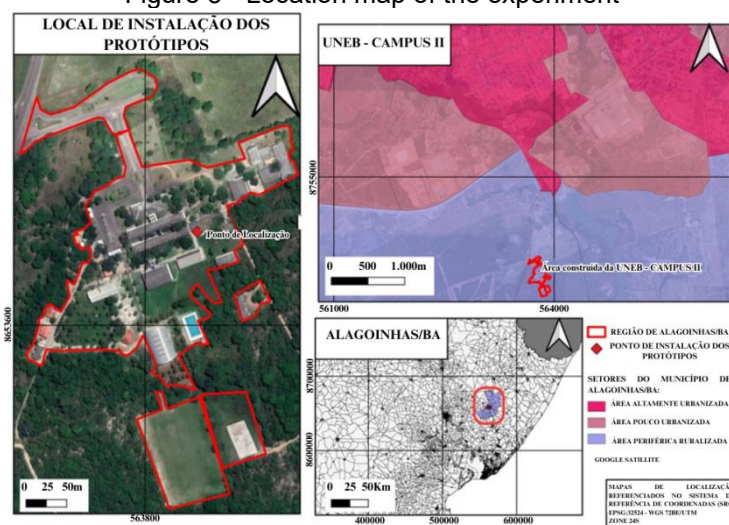 Figure 3 - Location map of the experiment
LOCAL DE INSTALAÇÃO DOS
PROTÓTIPOS
Ponto de Localização
8653600
0 25 50m
563800
UNEB - CAMPUS II
8755000
0 500 1.000m
Área construída da UNEB - CAMPUS II
561000 564000
ALAGOINHAS/BA
8700000
8600000
0 25 50Km
400000 500000 600000
REGIÃO DE ALAGOINHAS/BA
PONTO DE INSTALAÇÃO DOS
PROTÓTIPOS
SETORES DO MUNICÍPIO DE
ALAGOINHAS/BA:
ÁREA ALTAMENTE URBANIZADA
ÁREA POUCO URBANIZADA
ÁREA PERIFÉRICA RURALIZADA
GOOGLE SATILLITE
MAPAS DE LOCALIZAÇÃO
REFERENCIADOS NO SISTEMA DE
REFERÊNCIA DE COORDENADAS (SRC)
EPSG:32524 - WGS 72BE/UTM
ZONE 24S